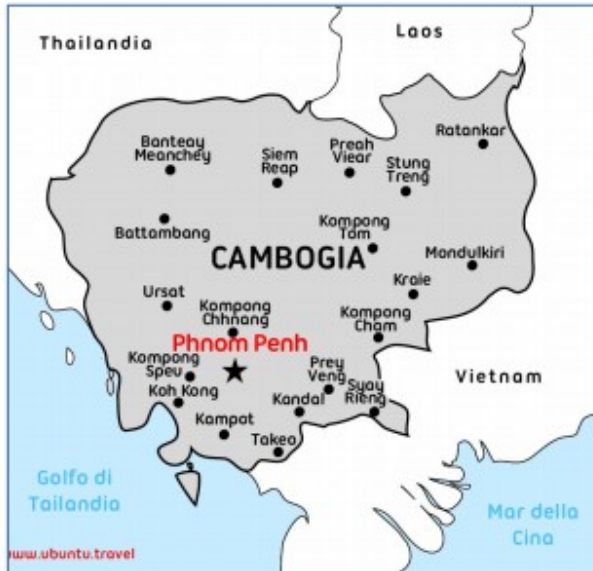 Thailandia
Laos
Banteay
Meanchey
Siem
Reap
Preah
Viear
Stung
Treng
Ratankar
Battambang
Kompong
Tom
CAMBOGIA
Mondulkiri
Ursat
Kompong
Chhnang
Kraie
Kompong
Cham
Phnom Penh
Kompong
Speu
Koh Kong
Prey
Veng
Syay
Rieng
Vietnam
Kandal
Kampat
Takeo
Golfo di
Tailandia
Mar della
Cina
www.ubuntu.travel